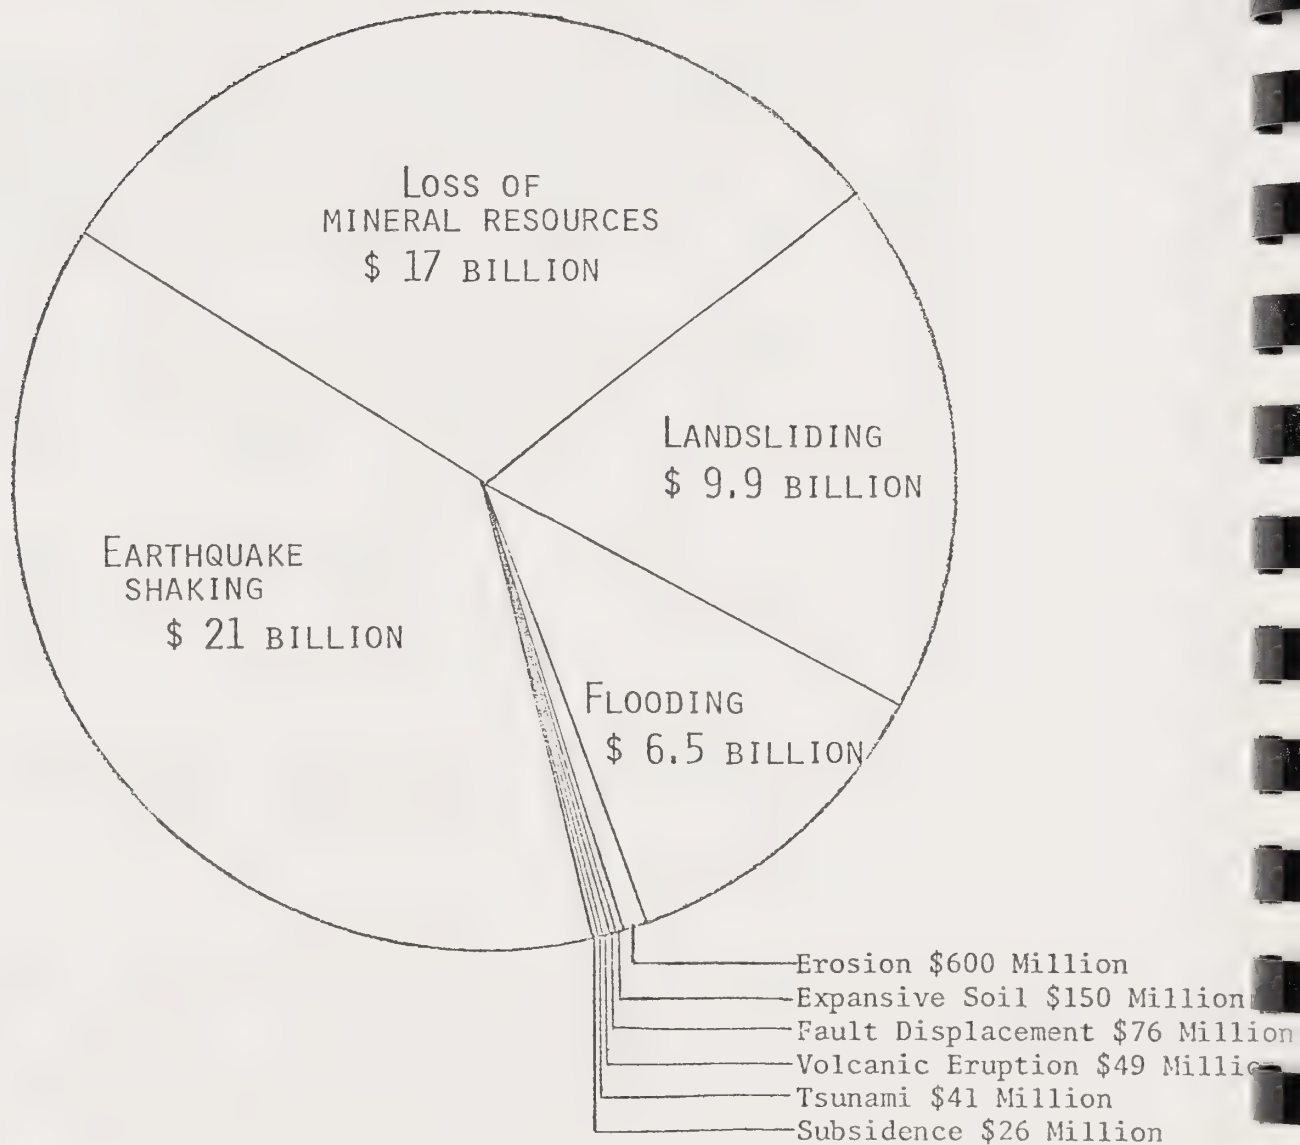 LOSS OF
MINERAL RESOURCES
$ 17 BILLION
LANDSLIDING
$ 9.9 BILLION
EARTHQUAKE
SHAKING
$ 21 BILLION
FLOODING
$ 6.5 BILLION
Erosion $600 Million
Expansive Soil $150 Million
Fault Displacement $76 Million
Volcanic Eruption $49 Millio
Tsunami $41 Million
Subsidence $26 Million